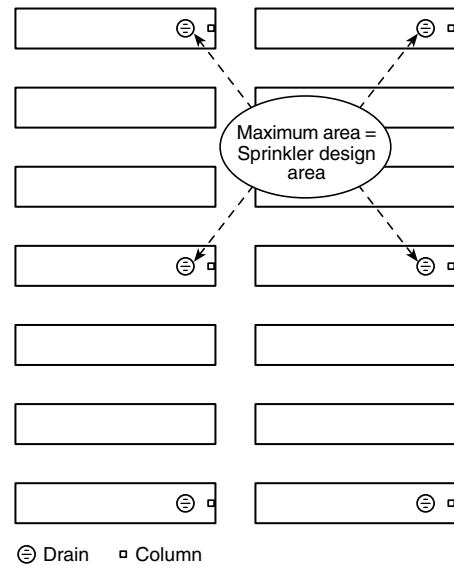 Maximum area =
Sprinkler design
area
Drain
Column